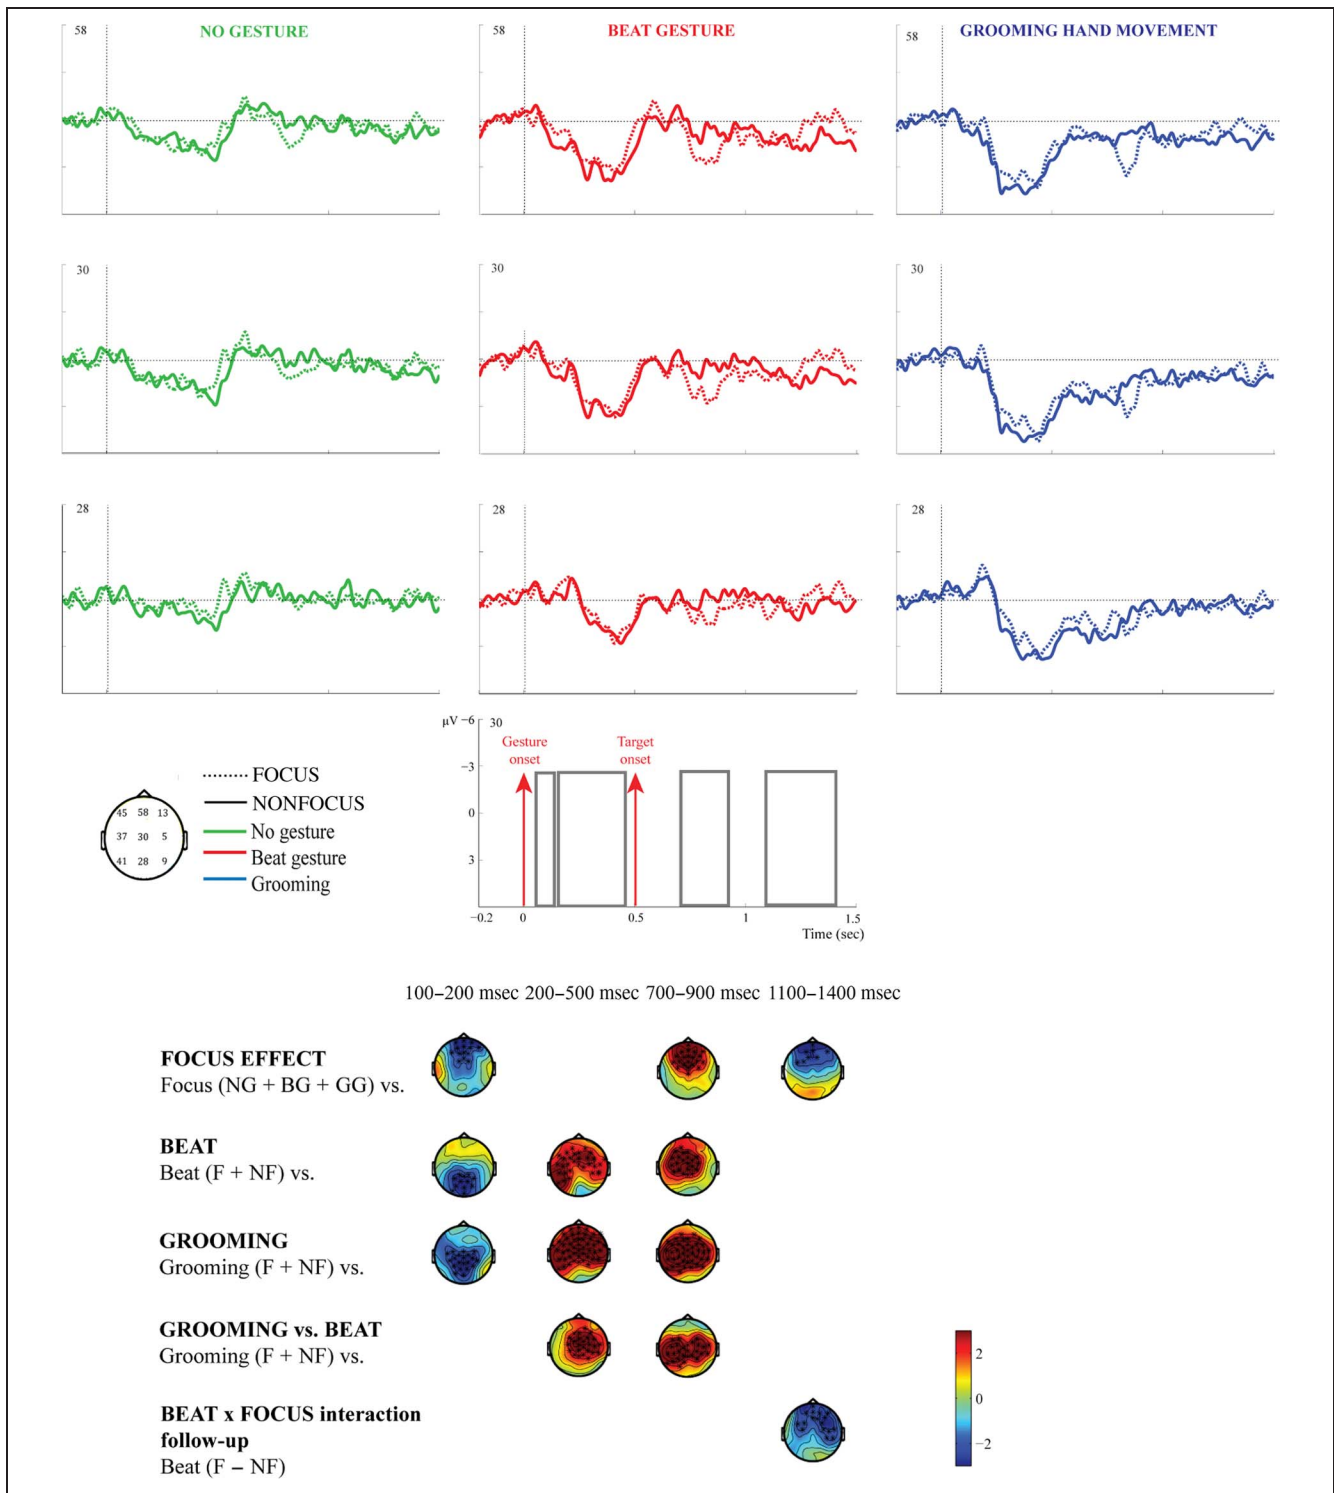 58 NO GESTURE
58 BEAT GESTURE
58 GROOMING HAND MOVEMENT
30
30
30
28
28
28
µV −6 30
Gesture
onset
Target
onset
−3
0
3
−0.2 0 0.5 1 1.5
Time (sec)
45 58 13
37 30 5
41 28 9
FOCUS
NONFOCUS
No gesture
Beat gesture
Grooming
100–200 msec 200–500 msec 700–900 msec 1100–1400 msec
FOCUS EFFECT
Focus (NG + BG + GG) vs.
BEAT
Beat (F + NF) vs.
GROOMING
Grooming (F + NF) vs.
GROOMING vs. BEAT
Grooming (F + NF) vs.
BEAT x FOCUS interaction
follow-up
Beat (F − NF)
2
0
−2